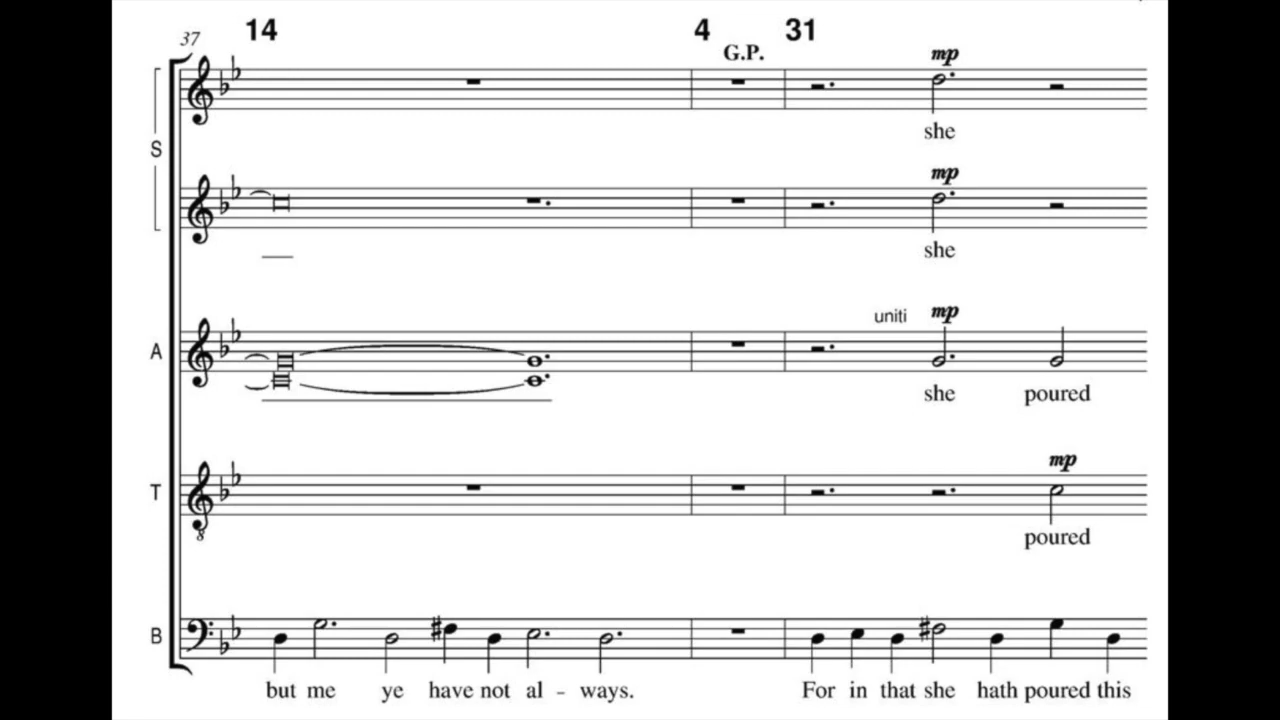 37 14 4 31
G.P.
mp
she
S
mp
she
uniti mp
A
she poured
mp
T
8
poured
B
but me ye have not al - ways. For in that she hath poured this